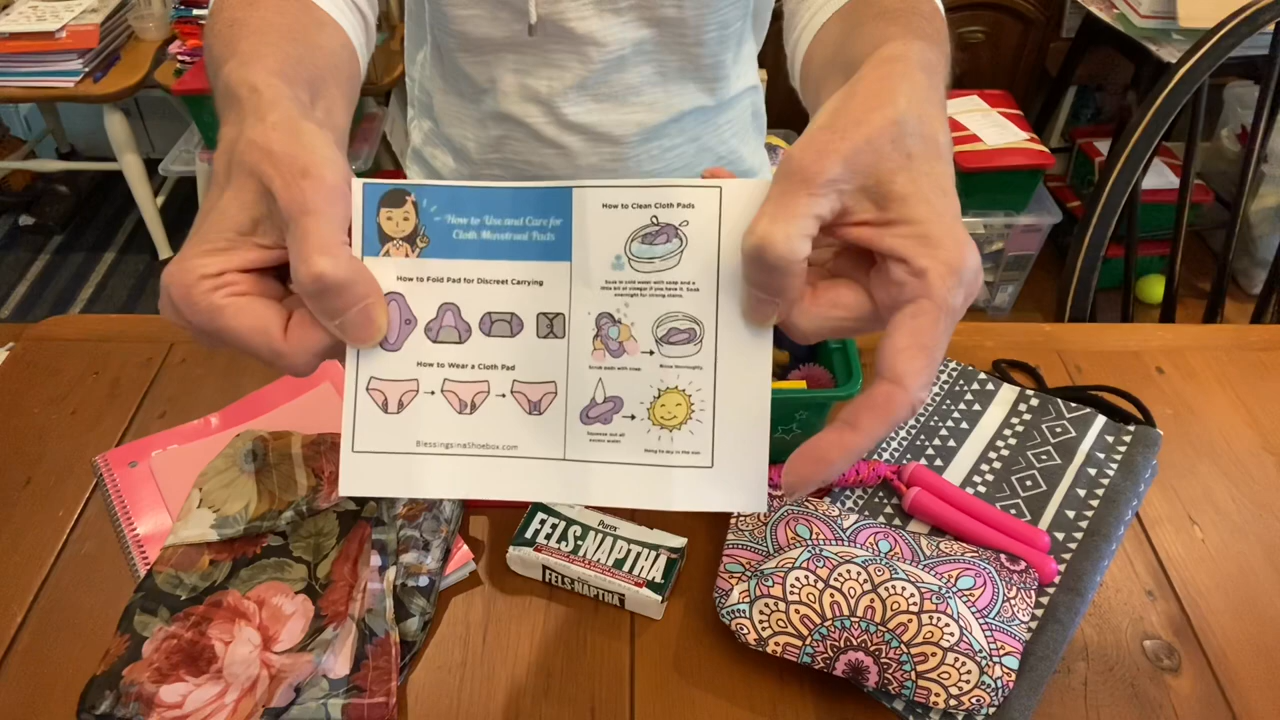 How to Use and Care for
Cloth Menstrual Pads
How to Fold Pad for Discreet Carrying
How to Wear a Cloth Pad
BlessingsinaShoebox.com
How to Clean Cloth Pads
Soak in cold water with soap and a
little bit of vinegar if you have it. Soak
overnight for strong stains.
Scrub pads with soap
Rinse thoroughly
Squeeze out all
excess water
Hang to dry in the sun
Purex
FELS-NAPTHA
FELS-NAPTHA